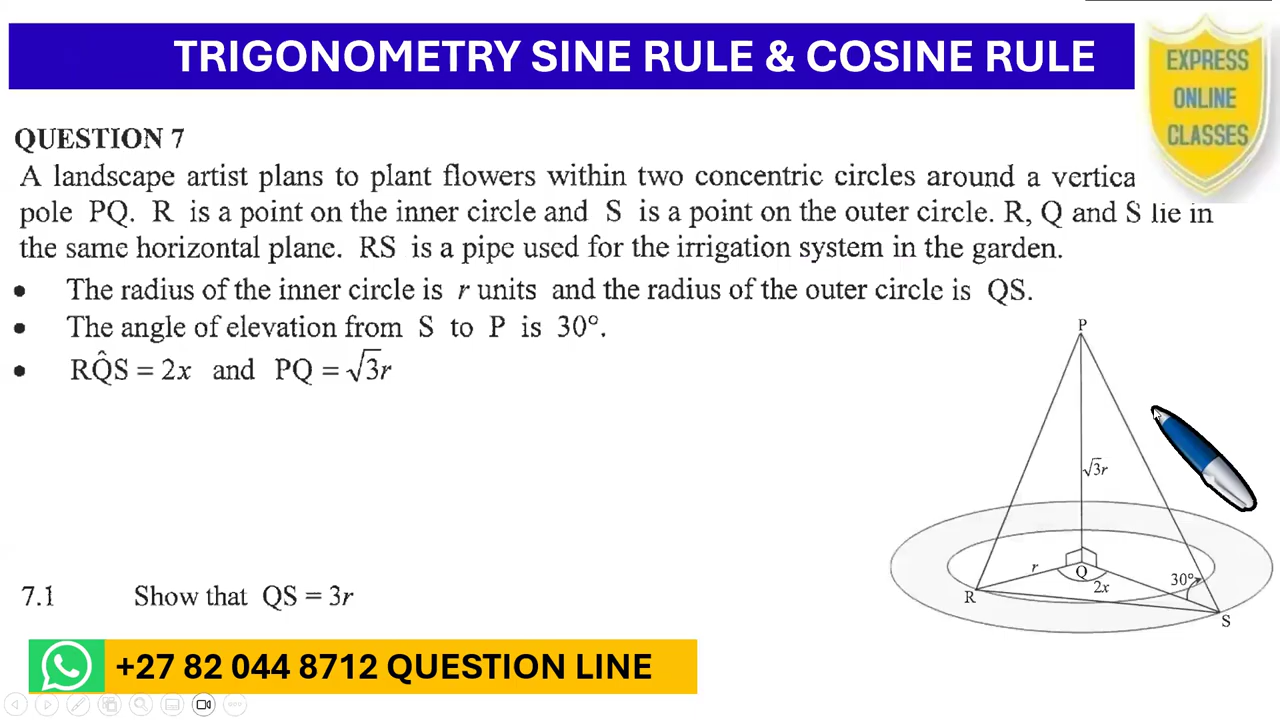 TRIGONOMETRY SINE RULE & COSINE RULE
EXPRESS
ONLINE
CLASSES
QUESTION 7
A landscape artist plans to plant flowers within two concentric circles around a vertica
pole PQ. R is a point on the inner circle and S is a point on the outer circle. R, Q and S lie in
the same horizontal plane. RS is a pipe used for the irrigation system in the garden.
• The radius of the inner circle is r units and the radius of the outer circle is QS.
• The angle of elevation from S to P is 30°.
• RQ̂S = 2x and PQ = √3r
P
√3r
r
Q
2x
30°
R
S
7.1 Show that QS = 3r
+27 82 044 8712 QUESTION LINE